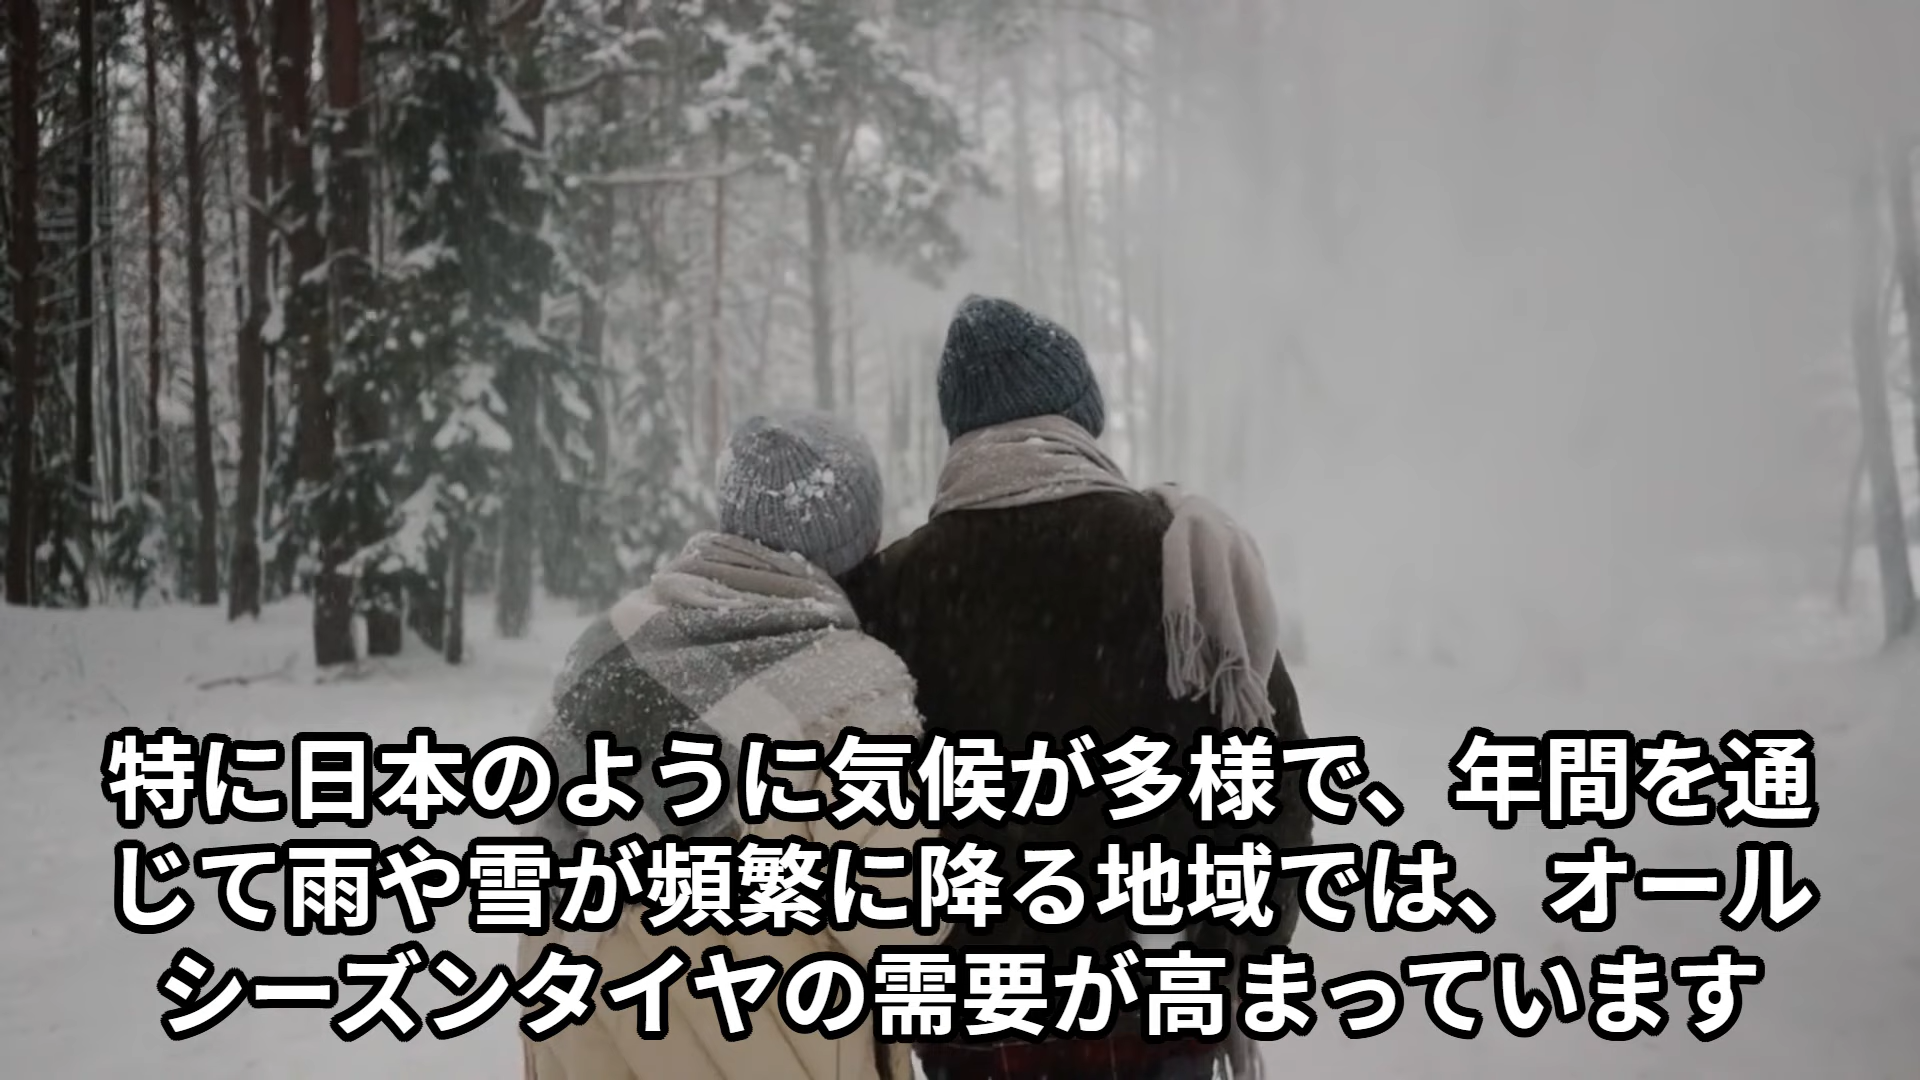 特に日本のように気候が多様で、年間を通
じて雨や雪が頻繁に降る地域では、オール
シーズンタイヤの需要が高まっています